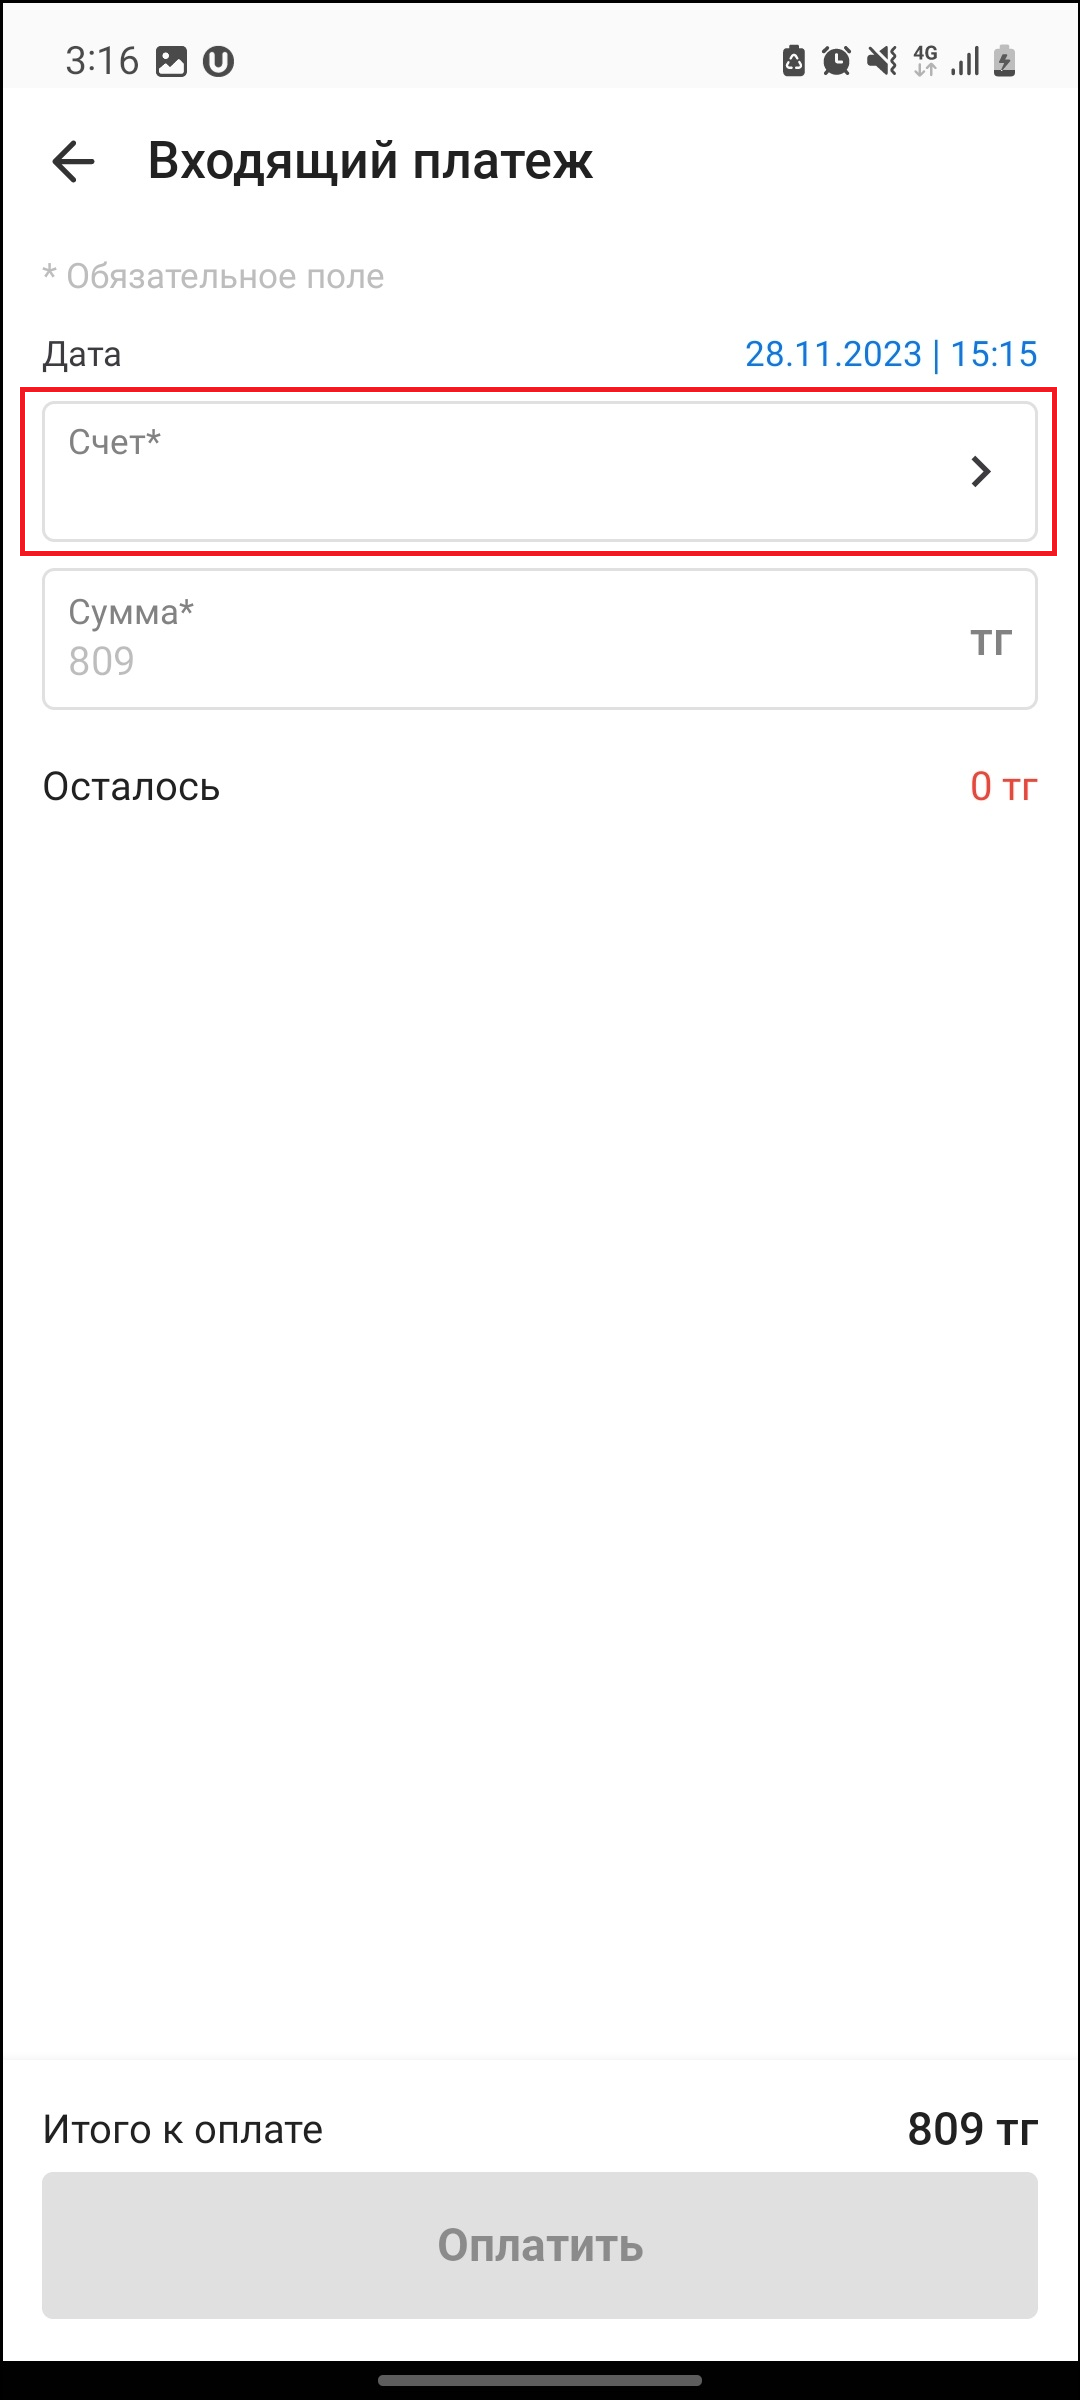 3:16 4G
Входящий платеж
* Обязательное поле
Дата 28.11.2023 | 15:15
Счет*
Сумма*
809 тг
Осталось 0 тг
Итого к оплате 809 тг
Оплатить